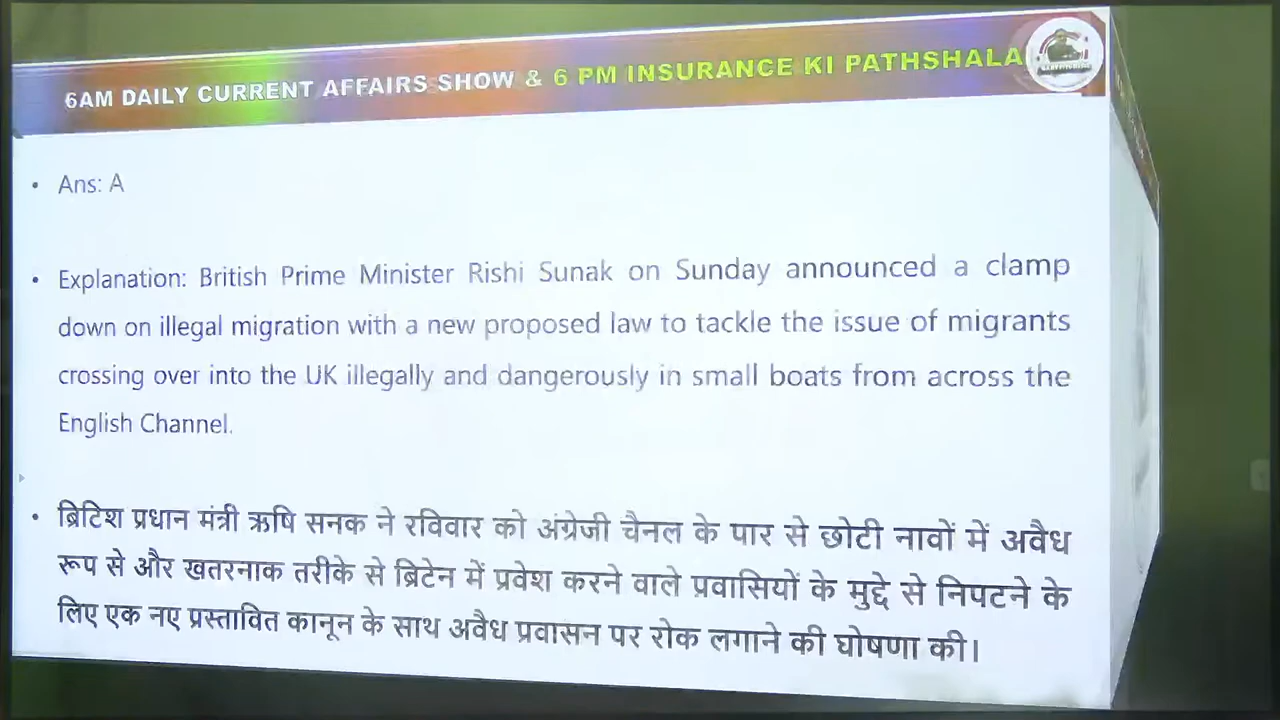 6AM DAILY CURRENT AFFAIRS SHOW & 6 PM INSURANCE KI PATHSHALA
• Ans: A
• Explanation: British Prime Minister Rishi Sunak on Sunday announced a clamp
down on illegal migration with a new proposed law to tackle the issue of migrants
crossing over into the UK illegally and dangerously in small boats from across the
English Channel.
• ब्रिटिश प्रधान मंत्री ऋषि सनक ने रविवार को अंग्रेजी चैनल के पार से छोटी नावों में अवैध
रूप से और खतरनाक तरीके से ब्रिटेन में प्रवेश करने वाले प्रवासियों के मुद्दे से निपटने के
लिए एक नए प्रस्तावित कानून के साथ अवैध प्रवासन पर रोक लगाने की घोषणा की।